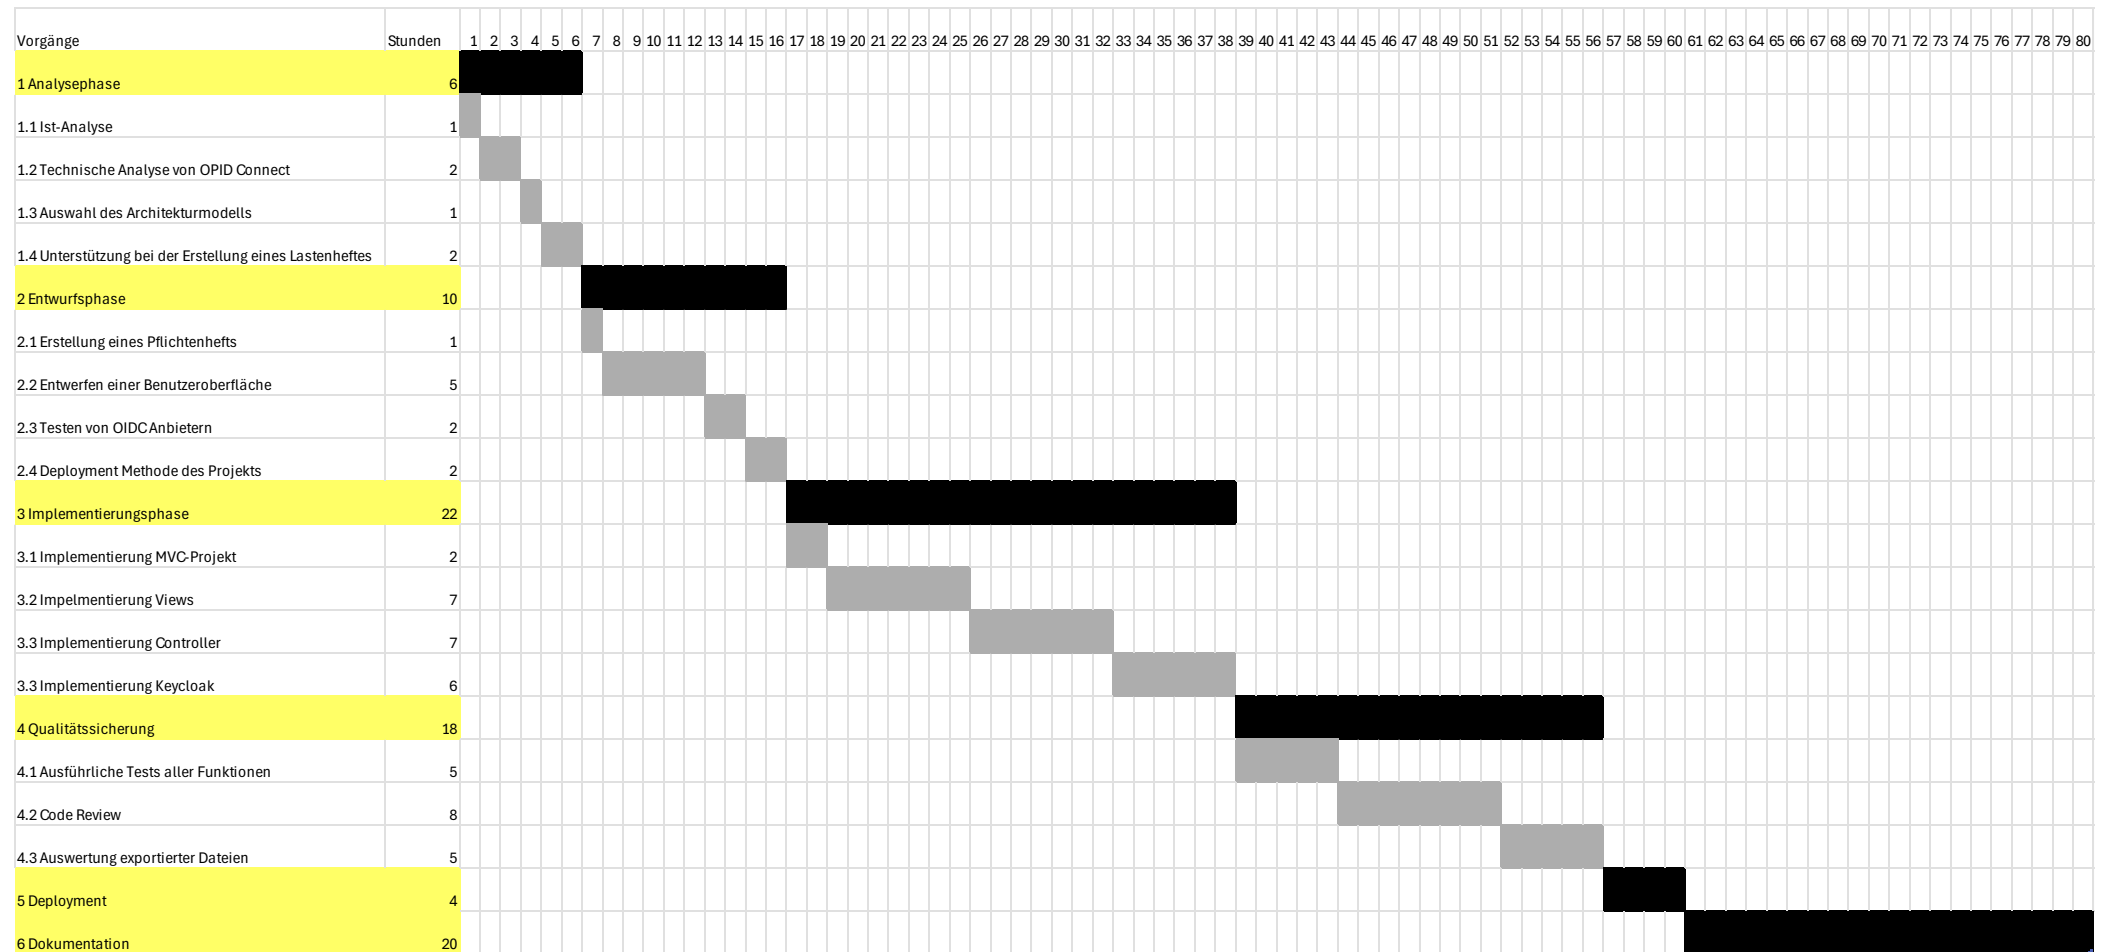 Vorgänge Stunden 1 2 3 4 5 6 7 8 9 10 11 12 13 14 15 16 17 18 19 20 21 22 23 24 25 26 27 28 29 30 31 32 33 34 35 36 37 38 39 40 41 42 43 44 45 46 47 48 49 50 51 52 53 54 55 56 57 58 59 60 61 62 63 64 65 66 67 68 69 70 71 72 73 74 75 76 77 78 79 80
1 Analysephase 6
1.1 Ist-Analyse 1
1.2 Technische Analyse von OPID Connect 2
1.3 Auswahl des Architekturmodells 1
1.4 Unterstützung bei der Erstellung eines Lastenheftes 2
2 Entwurfsphase 10
2.1 Erstellung eines Pflichtenhefts 1
2.2 Entwerfen einer Benutzeroberfläche 5
2.3 Testen von OIDC Anbietern 2
2.4 Deployment Methode des Projekts 2
3 Implementierungsphase 22
3.1 Implementierung MVC-Projekt 2
3.2 Impelmentierung Views 7
3.3 Implementierung Controller 7
3.3 Implementierung Keycloak 6
4 Qualitätssicherung 18
4.1 Ausführliche Tests aller Funktionen 5
4.2 Code Review 8
4.3 Auswertung exportierter Dateien 5
5 Deployment 4
6 Dokumentation 20